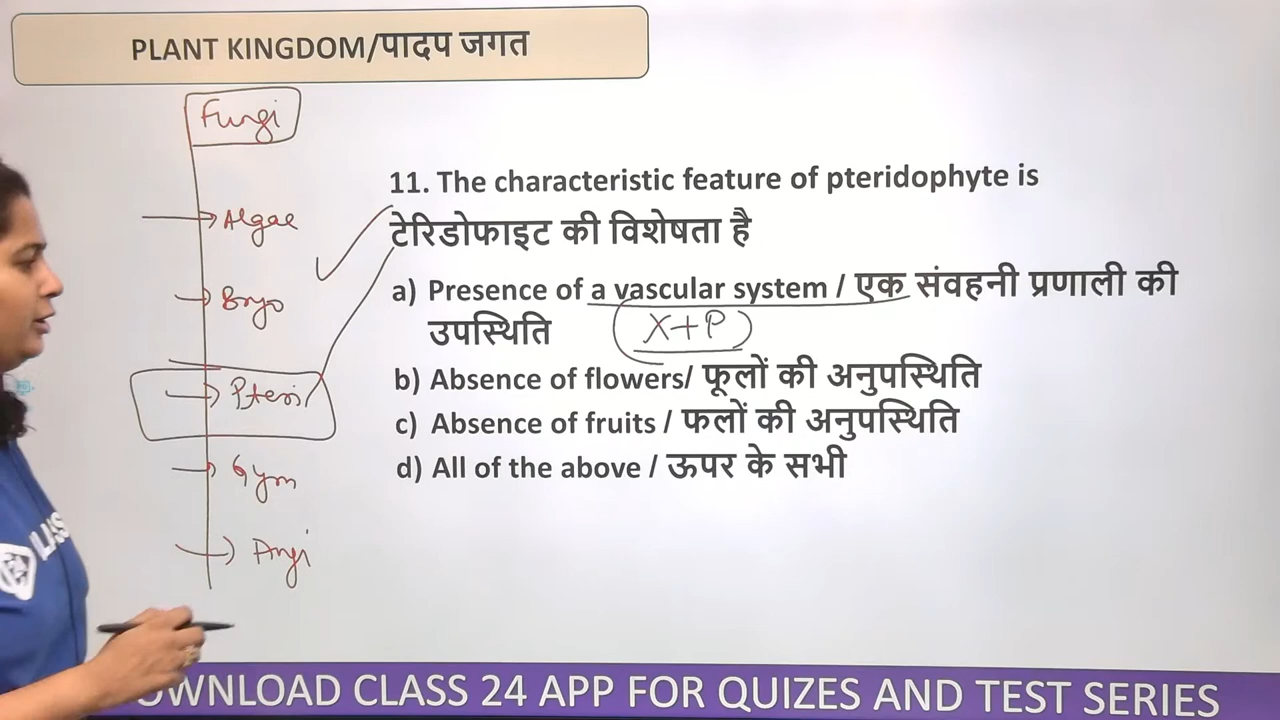 PLANT KINGDOM/पादप जगत
Fungi
Algae
Bryo
Pteri
Gym
Angi
11. The characteristic feature of pteridophyte is
टेरिडोफाइट की विशेषता है
a) Presence of a vascular system / एक संवहनी प्रणाली की
उपस्थिति
X+P
b) Absence of flowers/ फूलों की अनुपस्थिति
c) Absence of fruits / फलों की अनुपस्थिति
d) All of the above / ऊपर के सभी
OWNLOAD CLASS 24 APP FOR QUIZES AND TEST SERIES